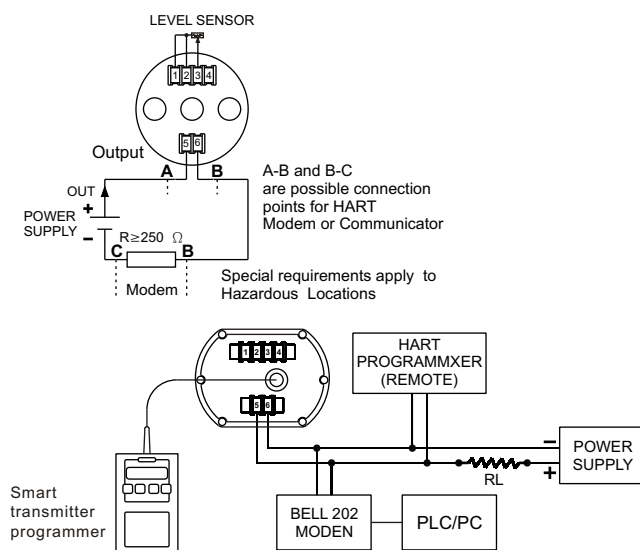 LEVEL SENSOR
1 2 3 4
5 6
Output
A B
OUT
+
POWER
SUPPLY
−
R≥250 Ω
C B
Modem
A-B and B-C
are possible connection
points for HART
Modem or Communicator
Special requirements apply to
Hazardous Locations
1 2 3 4
5 6
HART
PROGRAMMXER
(REMOTE)
−
+
POWER
SUPPLY
RL
Smart
transmitter
programmer
BELL 202
MODEN
PLC/PC